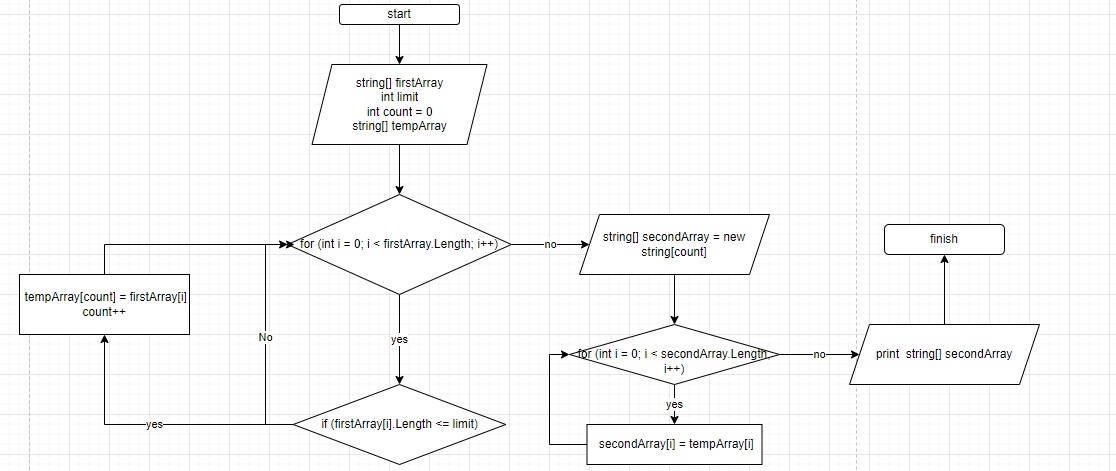 start
string[] firstArray
int limit
int count = 0
string[] tempArray
for (int i = 0; i < firstArray.Length; i++)
no
string[] secondArray = new
string[count]
finish
tempArray[count] = firstArray[i]
count++
No
yes
for (int i = 0; i < secondArray.Length;
i++)
no
print string[] secondArray
yes
yes
if (firstArray[i].Length <= limit)
secondArray[i] = tempArray[i]